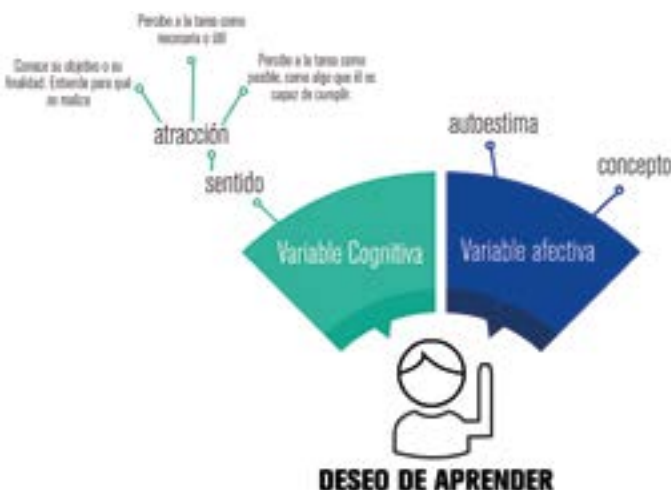 Percibe a la tarea como
necesaria o útil
Conoce su objetivo o su
finalidad. Entiende para qué
se realiza
Percibe a la tarea como
posible, como algo que él es
capaz de cumplir.
atracción
sentido
autoestima
concepto
Variable Cognitiva
Variable afectiva
DESEO DE APRENDER